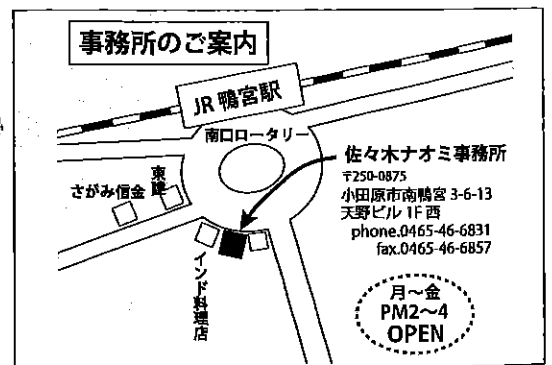 事務所のご案内
JR 鴨宮駅
南口ロータリー
東建
さがみ信金
インド料理店
佐々木ナオミ事務所
〒250-0875
小田原市南鴨宮 3-6-13
天野ビル 1F 西
phone.0465-46-6831
fax.0465-46-6857
月〜金
PM2〜4
OPEN